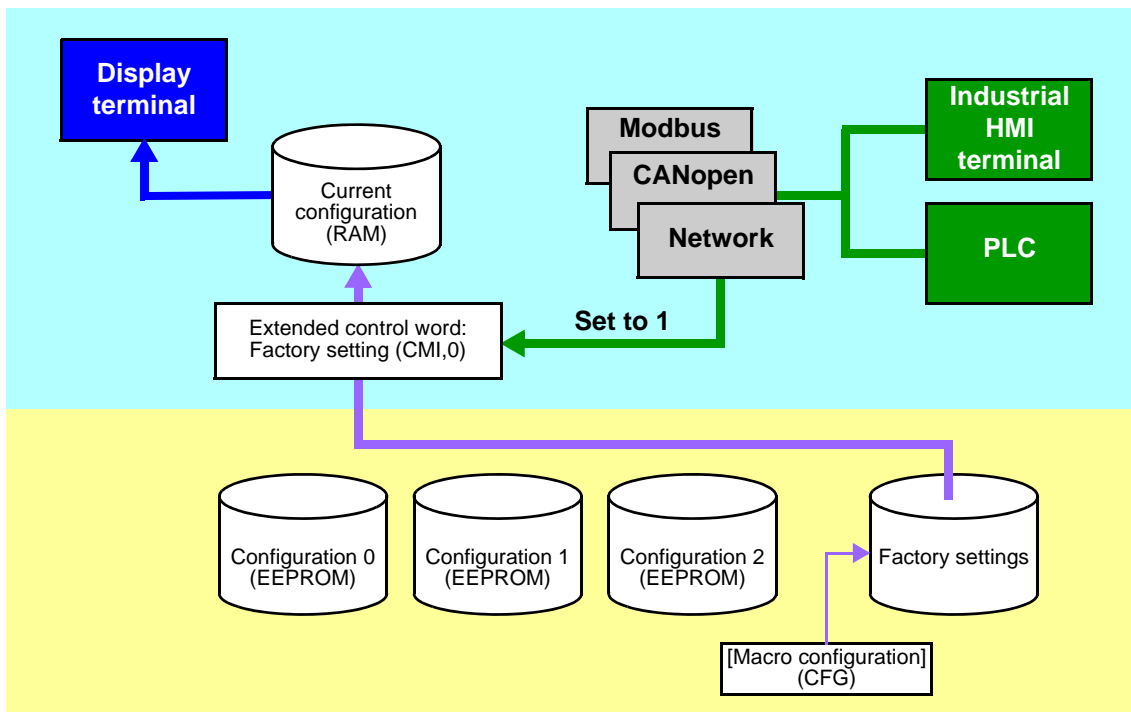 Display
terminal
Current
configuration
(RAM)
Modbus
CANopen
Network
Industrial
HMI
terminal
PLC
Extended control word:
Factory setting (CMI,0)
Set to 1
Configuration 0
(EEPROM)
Configuration 1
(EEPROM)
Configuration 2
(EEPROM)
Factory settings
[Macro configuration]
(CFG)